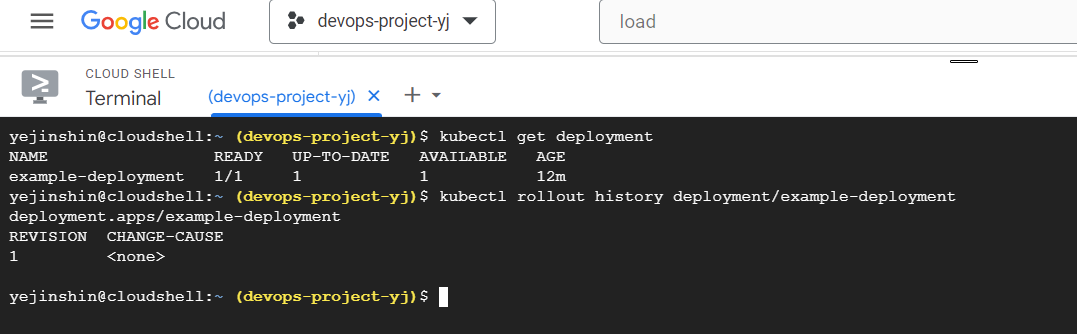 Google Cloud
devops-project-yj
load
CLOUD SHELL
Terminal
(devops-project-yj)
yejinshin@cloudshell:~ (devops-project-yj)$ kubectl get deployment
NAME READY UP-TO-DATE AVAILABLE AGE
example-deployment 1/1 1 1 12m
yejinshin@cloudshell:~ (devops-project-yj)$ kubectl rollout history deployment/example-deployment
deployment.apps/example-deployment
REVISION CHANGE-CAUSE
1 <none>
yejinshin@cloudshell:~ (devops-project-yj)$